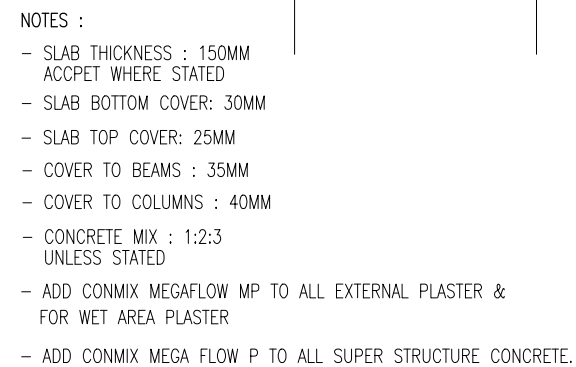 NOTES :
– SLAB THICKNESS : 150MM
ACCPET WHERE STATED
– SLAB BOTTOM COVER: 30MM
– SLAB TOP COVER: 25MM
– COVER TO BEAMS : 35MM
– COVER TO COLUMNS : 40MM
– CONCRETE MIX : 1:2:3
UNLESS STATED
– ADD CONMIX MEGAFLOW MP TO ALL EXTERNAL PLASTER &
FOR WET AREA PLASTER
– ADD CONMIX MEGA FLOW P TO ALL SUPER STRUCTURE CONCRETE.